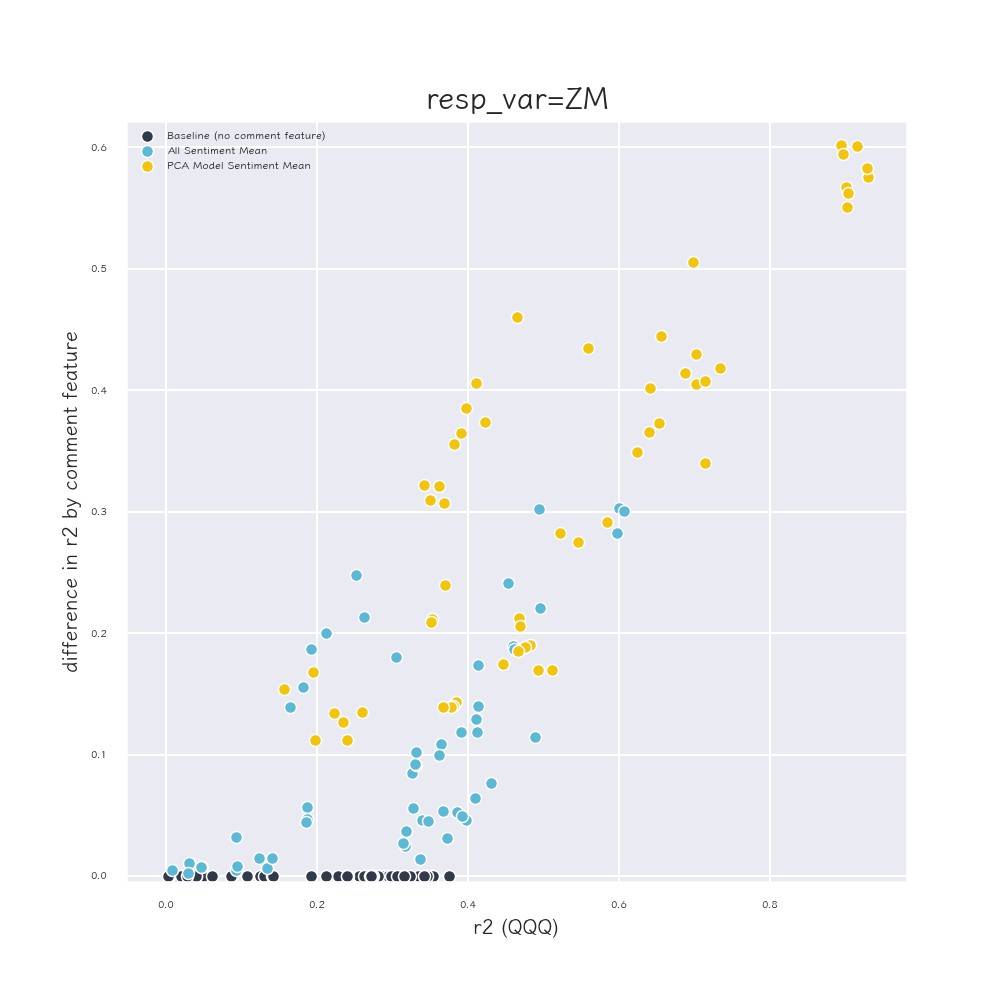 resp_var=ZM
Baseline (no comment feature)
All Sentiment Mean
PCA Model Sentiment Mean
difference in r2 by comment feature
0.6
0.5
0.4
0.3
0.2
0.1
0.0
0.0 0.2 0.4 0.6 0.8
r2 (QQQ)